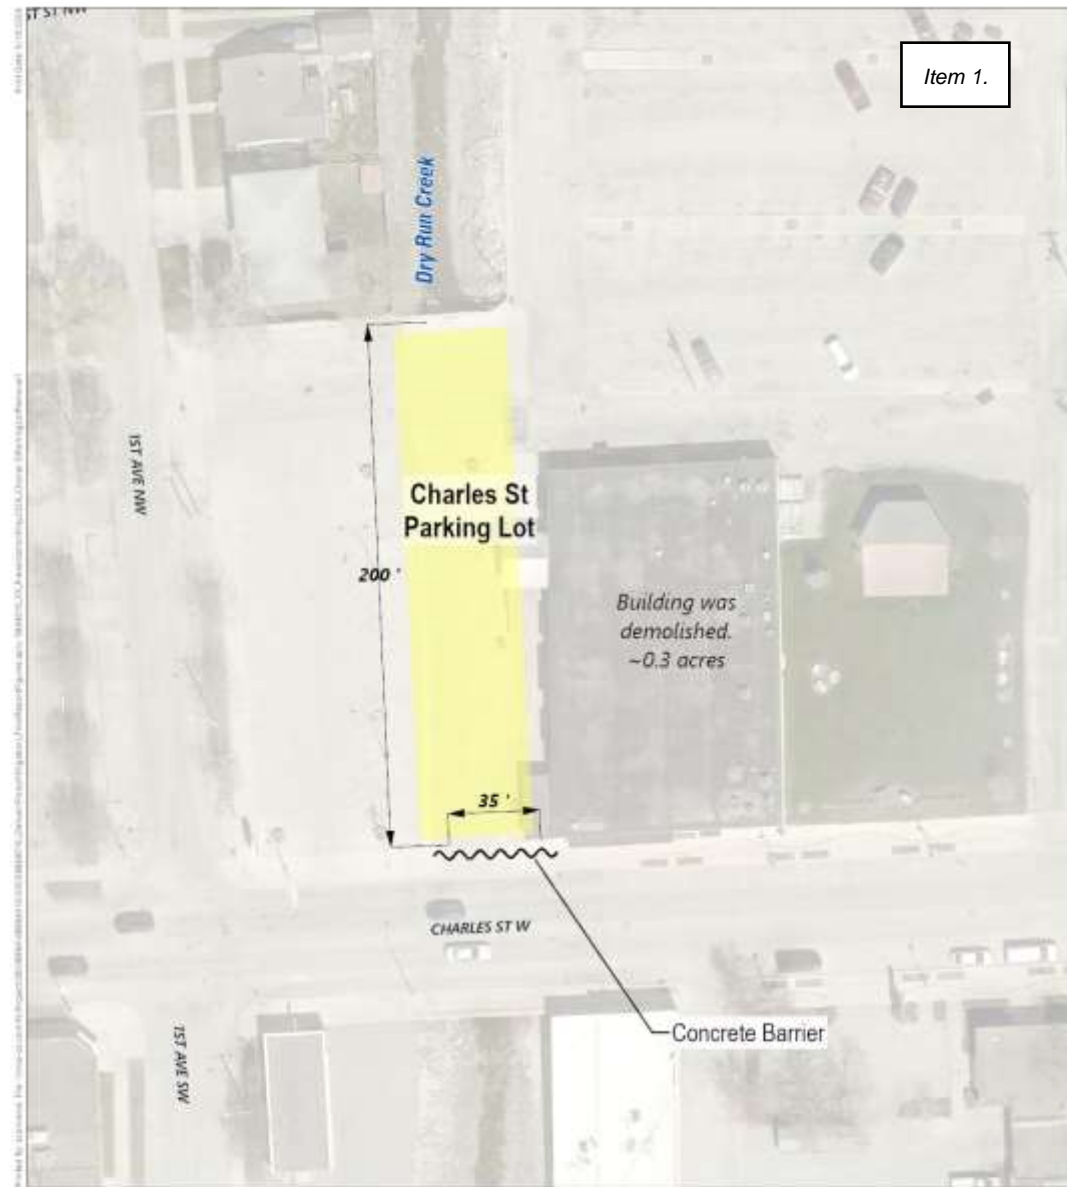 Item 1.
Dry Run Creek
1ST AVE NW
Charles St
Parking Lot
200 '
Building was
demolished.
~0.3 acres
35 '
CHARLES ST W
Concrete Barrier
1ST AVE SW